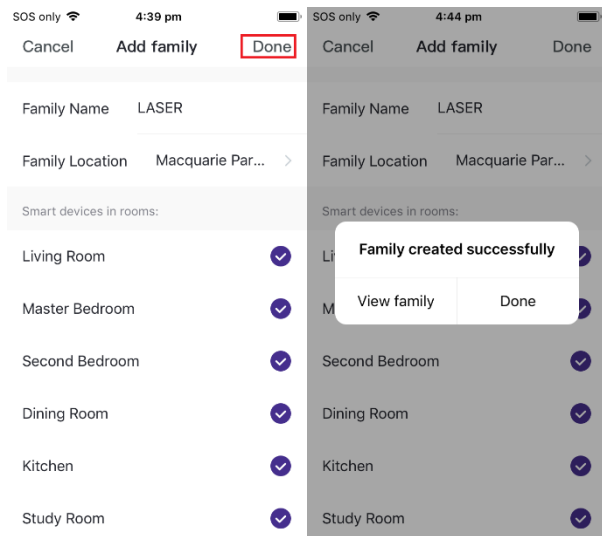 SOS only 4:39 pm
Cancel Add family Done
Family Name LASER
Family Location Macquarie Par...
Smart devices in rooms:
Living Room
Master Bedroom
Second Bedroom
Dining Room
Kitchen
Study Room
SOS only 4:44 pm
Cancel Add family Done
Family Name LASER
Family Location Macquarie Par...
Smart devices in rooms:
Li
Family created successfully
M
View family Done
Second Bedroom
Dining Room
Kitchen
Study Room